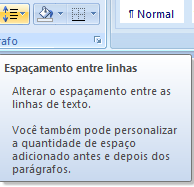 ¶ Normal
afo
Espaçamento entre linhas
Alterar o espaçamento entre as
linhas de texto.
Você também pode personalizar
a quantidade de espaço
adicionado antes e depois dos
parágrafos.